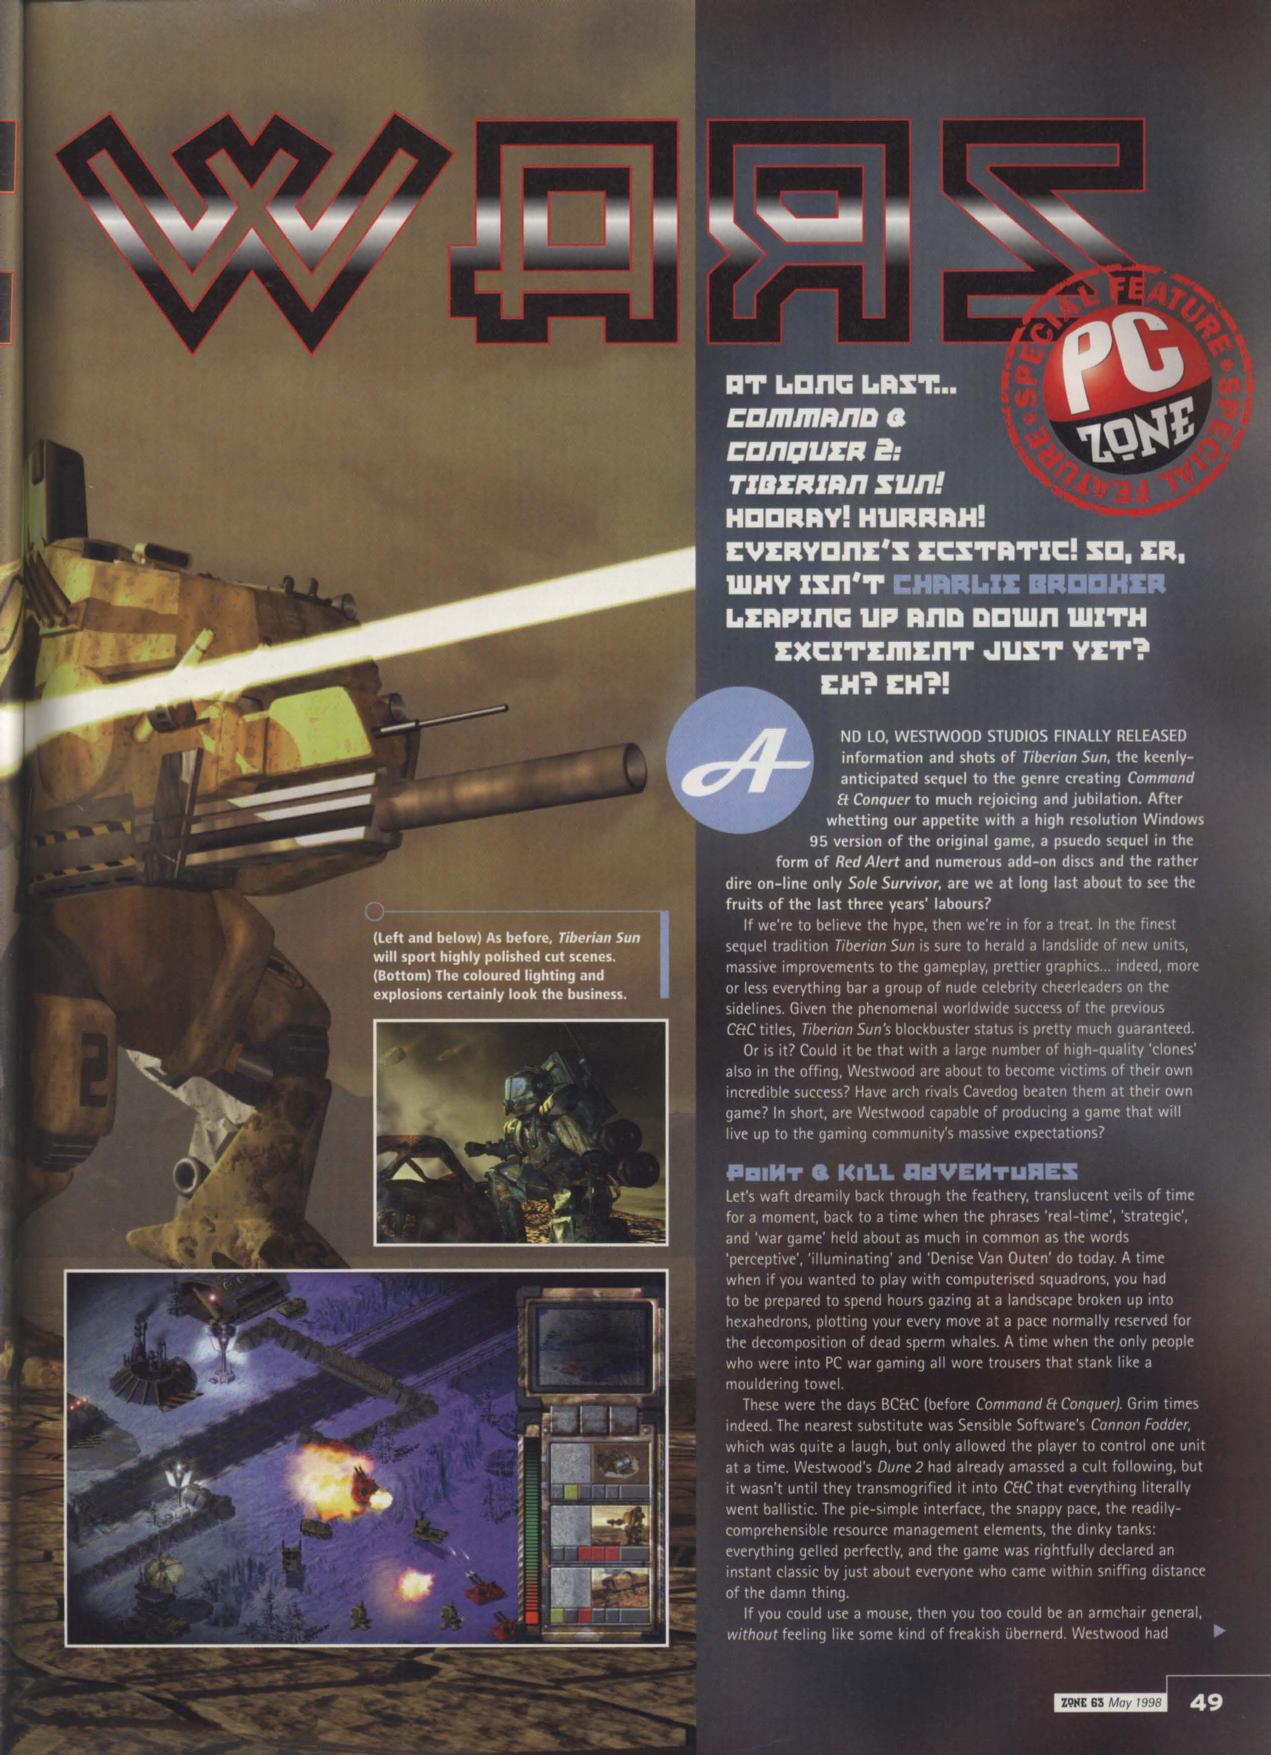 WARS
SPECIAL FEATURE • SPECIAL FEATURE •
PC
ZONE
AT LONG LAST...
COMMAND &
CONQUER 2:
TIBERIAN SUN!
HOORAY! HURRAH!
EVERYONE'S ECSTATIC! SO, ER,
WHY ISN'T CHARLIE BROOKER
LEAPING UP AND DOWN WITH
EXCITEMENT JUST YET?
EH? EH?!
A
ND LO, WESTWOOD STUDIOS FINALLY RELEASED
information and shots of Tiberian Sun, the keenly-
anticipated sequel to the genre creating Command
& Conquer to much rejoicing and jubilation. After
whetting our appetite with a high resolution Windows
95 version of the original game, a psuedo sequel in the
form of Red Alert and numerous add-on discs and the rather
dire on-line only Sole Survivor, are we at long last about to see the
fruits of the last three years' labours?
If we're to believe the hype, then we're in for a treat. In the finest
sequel tradition Tiberian Sun is sure to herald a landslide of new units,
massive improvements to the gameplay, prettier graphics... indeed, more
or less everything bar a group of nude celebrity cheerleaders on the
sidelines. Given the phenomenal worldwide success of the previous
C&C titles, Tiberian Sun's blockbuster status is pretty much guaranteed.
Or is it? Could it be that with a large number of high-quality 'clones'
also in the offing, Westwood are about to become victims of their own
incredible success? Have arch rivals Cavedog beaten them at their own
game? In short, are Westwood capable of producing a game that will
live up to the gaming community's massive expectations?
POINT & KILL ADVENTURES
Let's waft dreamily back through the feathery, translucent veils of time
for a moment, back to a time when the phrases 'real-time', 'strategic',
and 'war game' held about as much in common as the words
'perceptive', 'illuminating' and 'Denise Van Outen' do today. A time
when if you wanted to play with computerised squadrons, you had
to be prepared to spend hours gazing at a landscape broken up into
hexahedrons, plotting your every move at a pace normally reserved for
the decomposition of dead sperm whales. A time when the only people
who were into PC war gaming all wore trousers that stank like a
mouldering towel.
These were the days BC&C (before Command & Conquer). Grim times
indeed. The nearest substitute was Sensible Software's Cannon Fodder,
which was quite a laugh, but only allowed the player to control one unit
at a time. Westwood's Dune 2 had already amassed a cult following, but
it wasn't until they transmogrified it into C&C that everything literally
went ballistic. The pie-simple interface, the snappy pace, the readily-
comprehensible resource management elements, the dinky tanks:
everything gelled perfectly, and the game was rightfully declared an
instant classic by just about everyone who came within sniffing distance
of the damn thing.
If you could use a mouse, then you too could be an armchair general,
without feeling like some kind of freakish übernerd. Westwood had
(Left and below) As before, Tiberian Sun
will sport highly polished cut scenes.
(Bottom) The coloured lighting and
explosions certainly look the business.
2
ZONE 63 May 1998
49